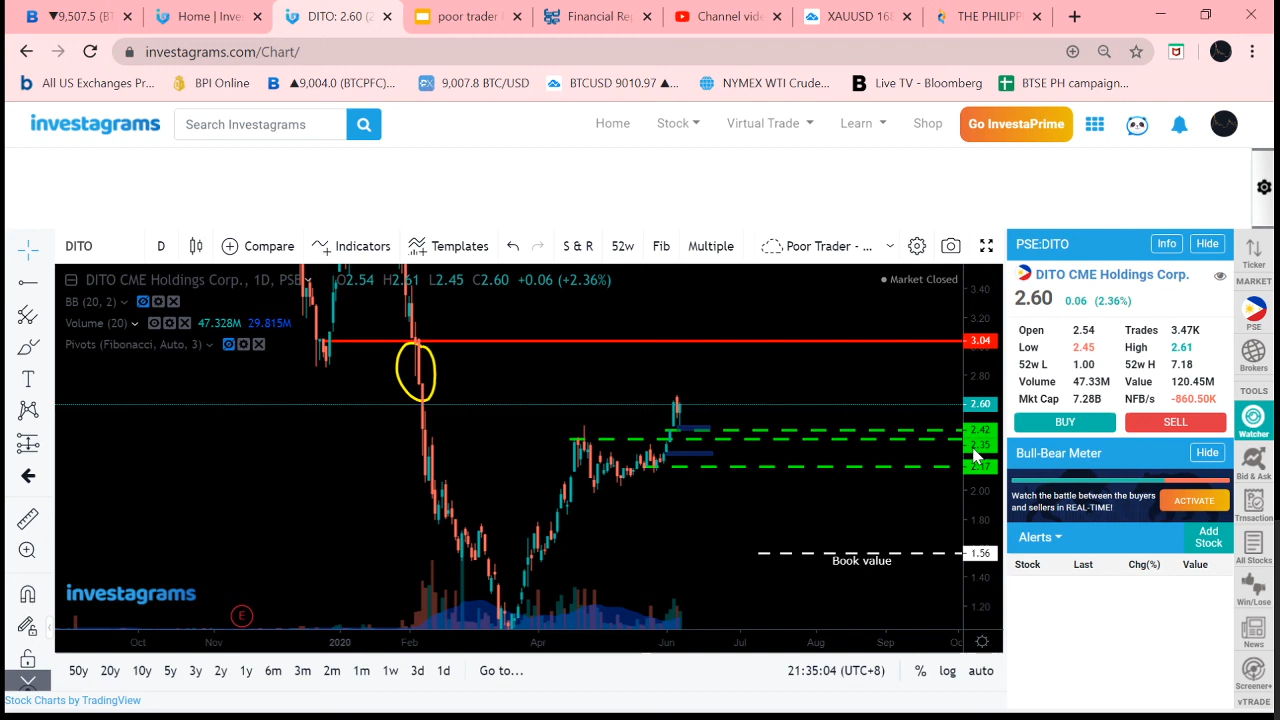 ▼9,507.5 (BT
Home | Inve
DITO: 2.60 (2
poor trader
Financial Re
Channel vide
XAUUSD 16
THE PHILIPP
investagrams.com/Chart/
All US Exchanges Pr...
BPI Online
▲9,004.0 (BTCPFC)...
9,007.8 BTC/USD
BTCUSD 9010.97 ▲...
NYMEX WTI Crude...
Live TV - Bloomberg
BTSE PH campaign...
investagrams
Search Investagrams
Home
Stock
Virtual Trade
Learn
Shop
Go InvestaPrime
DITO
D
Compare
Indicators
Templates
S & R
52w
Fib
Multiple
Poor Trader - ...
DITO CME Holdings Corp., 1D, PSE
O2.54 H2.61 L2.45 C2.60 +0.06 (+2.36%)
Market Closed
BB (20, 2)
Volume (20)
47.328M 29.815M
Pivots (Fibonacci, Auto, 3)
3.40
3.20
3.04
2.80
2.60
2.42
2.35
2.17
2.00
1.80
1.56
1.40
1.20
Book value
investagrams
E
Oct
Nov
2020
Feb
Apr
Jun
Jul
Aug
Sep
50y
20y
10y
5y
3y
2y
1y
6m
3m
2m
1m
1w
3d
1d
Go to...
21:35:04 (UTC+8)
%
log
auto
Stock Charts by TradingView
PSE:DITO
Info
Hide
DITO CME Holdings Corp.
2.60 0.06 (2.36%)
Open 2.54 Trades 3.47K
Low 2.45 High 2.61
52w L 1.00 52w H 7.18
Volume 47.33M Value 120.45M
Mkt Cap 7.28B NFB/s -860.50K
BUY
SELL
Bull-Bear Meter
Hide
Watch the battle between the buyers
and sellers in REAL-TIME!
ACTIVATE
Alerts
Add
Stock
Stock Last Chg(%) Value
Ticker
MARKET
PSE
Brokers
TOOLS
Watcher
Bid & Ask
Trnsaction
All Stocks
Win/Lose
News
Screener+
vTRADE